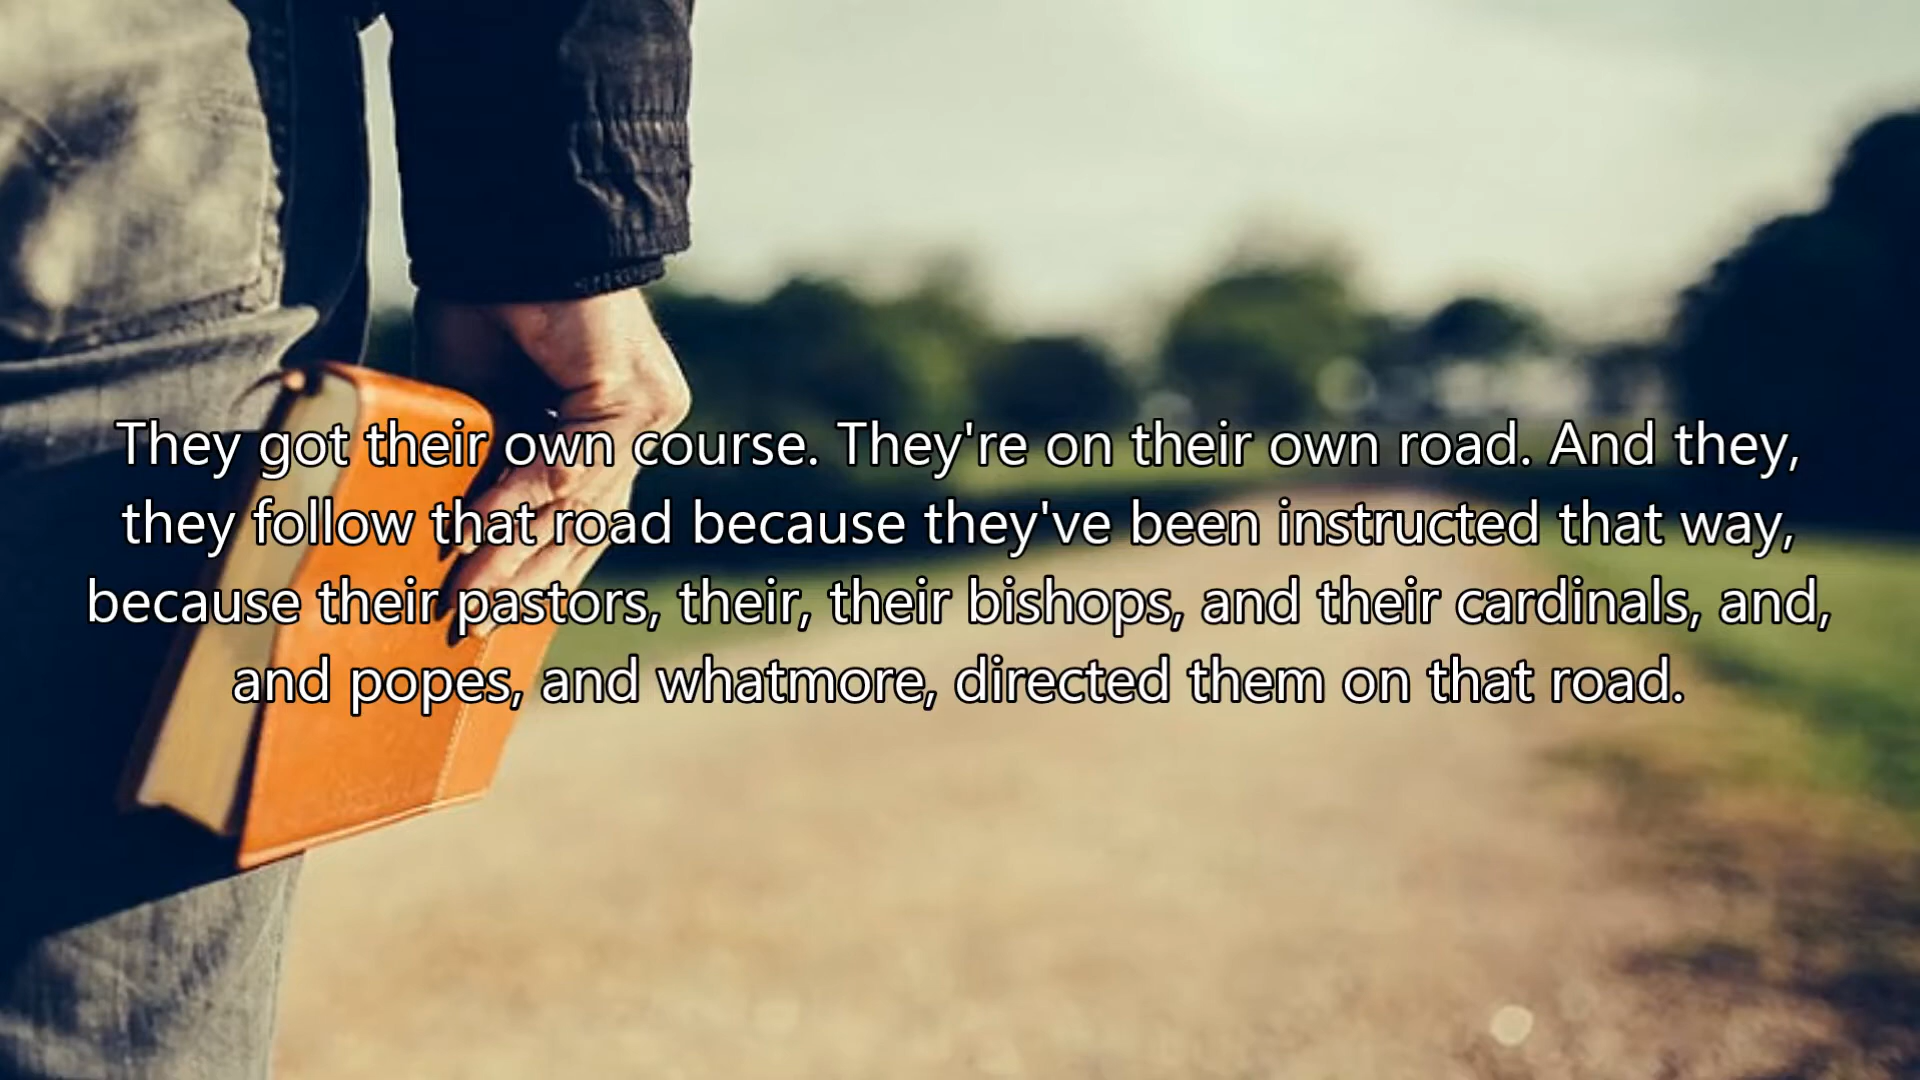 They got their own course. They're on their own road. And they,
they follow that road because they've been instructed that way,
because their pastors, their, their bishops, and their cardinals, and,
and popes, and whatmore, directed them on that road.